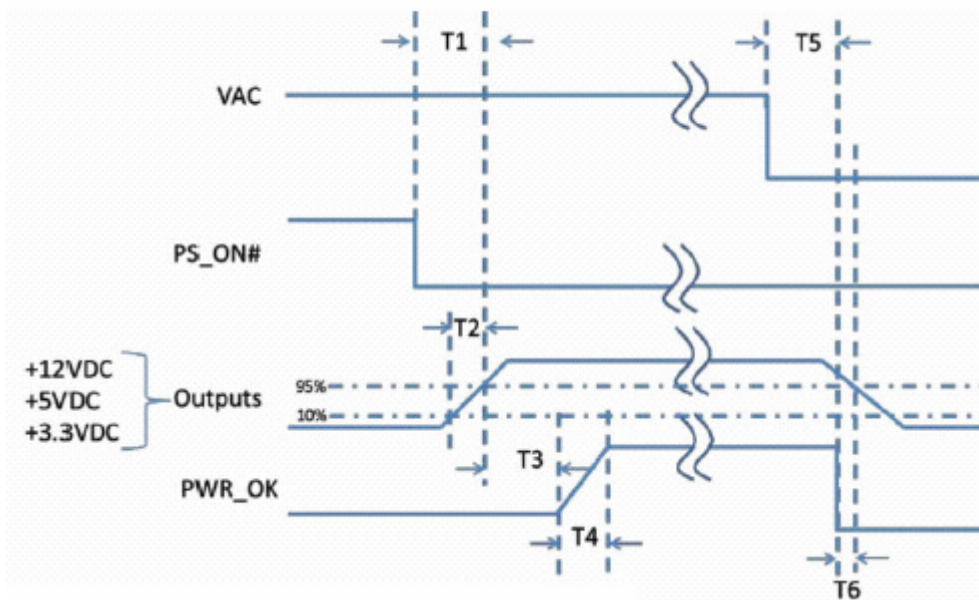 T1
T5
VAC
PS_ON#
T2
+12VDC
+5VDC
+3.3VDC
Outputs
95%
10%
T3
PWR_OK
T4
T6